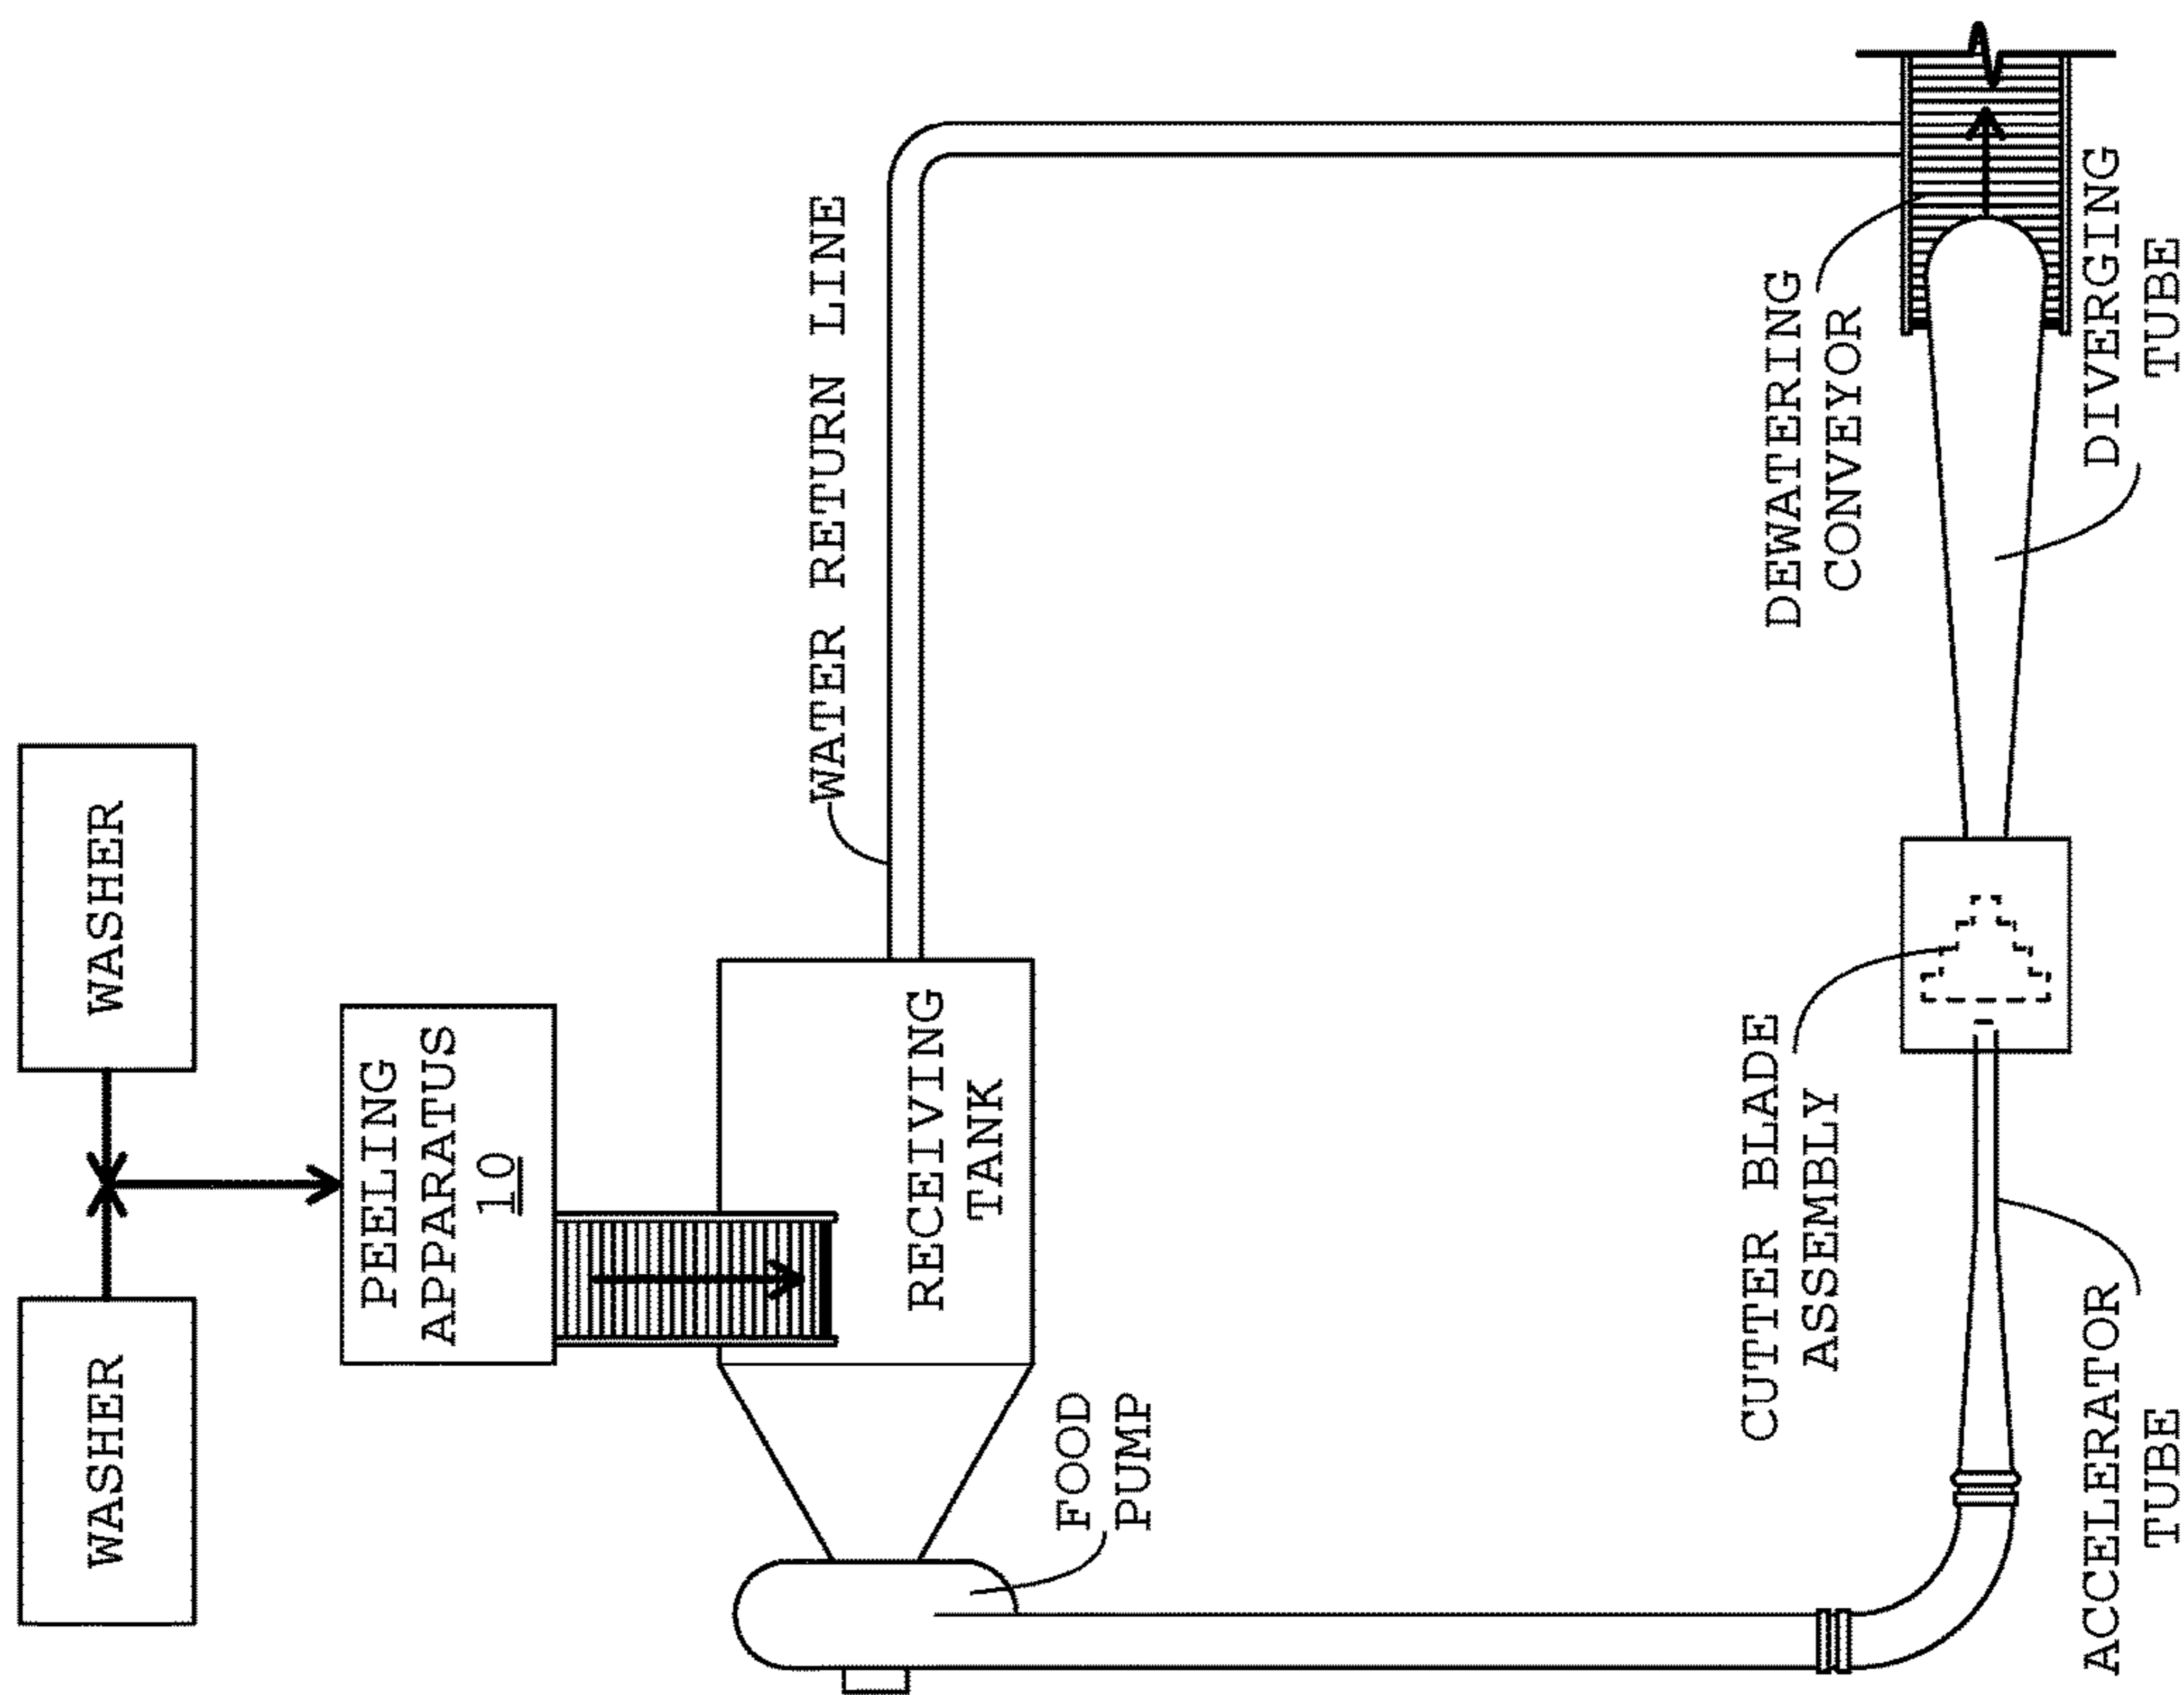 WASHER
WASHER
PEELING
APPARATUS
10
WATER RETURN LINE
RECEIVING
TANK
FOOD
PUMP
DEWATERING
CONVEYOR
CUTTER BLADE
ASSEMBLY
DIVERGING
TUBE
ACCELERATOR
TUBE